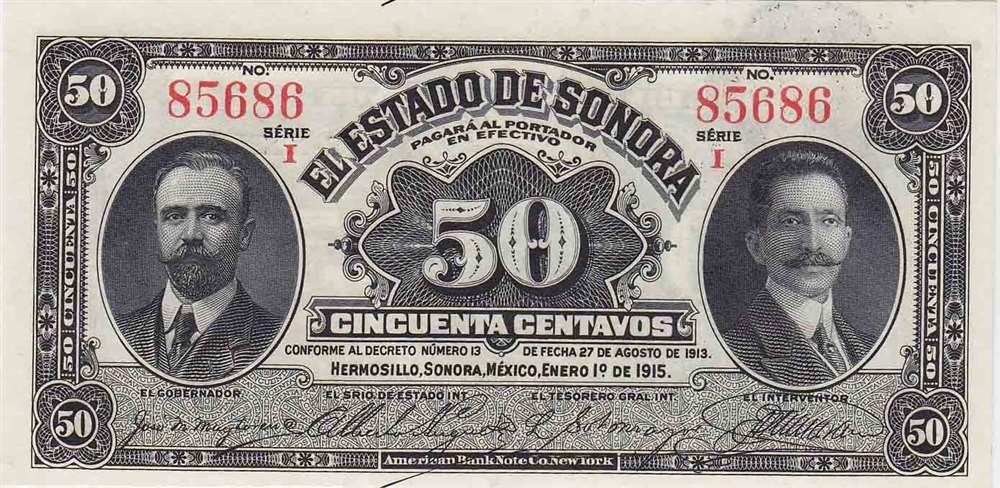 50
50
NO.
85686
SÉRIE
I
EL ESTADO DE SONORA
PAGARÁ AL PORTADOR
EN EFECTIVO
NO.
85686
SÉRIE
I
50 CINCUENTA 50
50
50 CINCUENTA 50
CINCUENTA CENTAVOS
CONFORME AL DECRETO NÚMERO 13 DE FECHA 27 DE AGOSTO DE 1913.
HERMOSILLO, SONORA, MÉXICO, ENERO 1º DE 1915.
EL GOBERNADOR EL SRIO DE ESTADO INT. EL TESORERO GRAL INT. EL INTERVENTOR
50
50
American Bank Note Co. New York